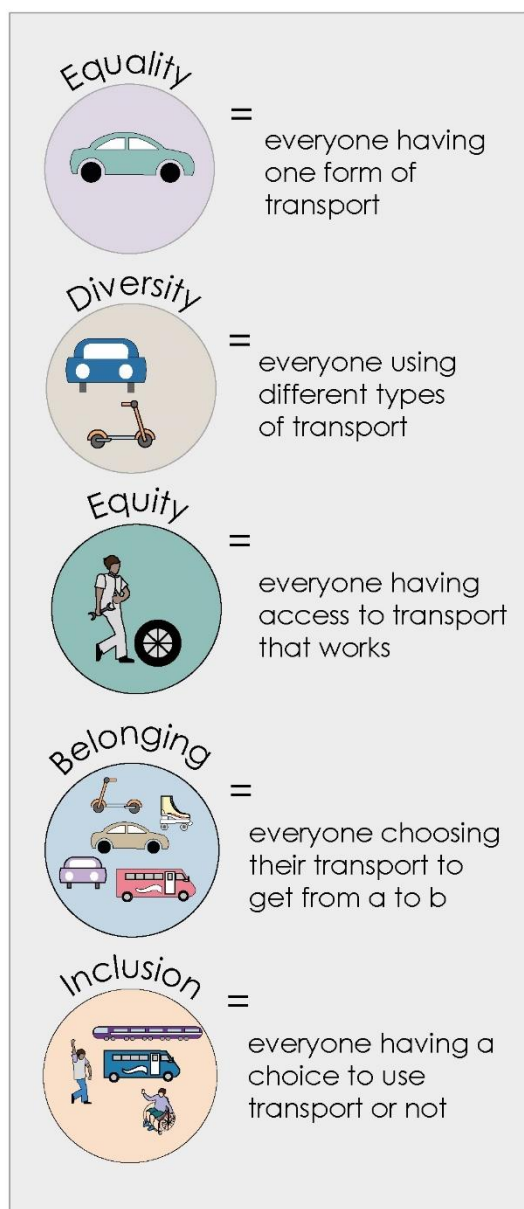 Equality
=
everyone having
one form of
transport
Diversity
=
everyone using
different types
of transport
Equity
=
everyone having
access to transport
that works
Belonging
=
everyone choosing
their transport to
get from a to b
Inclusion
=
everyone having a
choice to use
transport or not